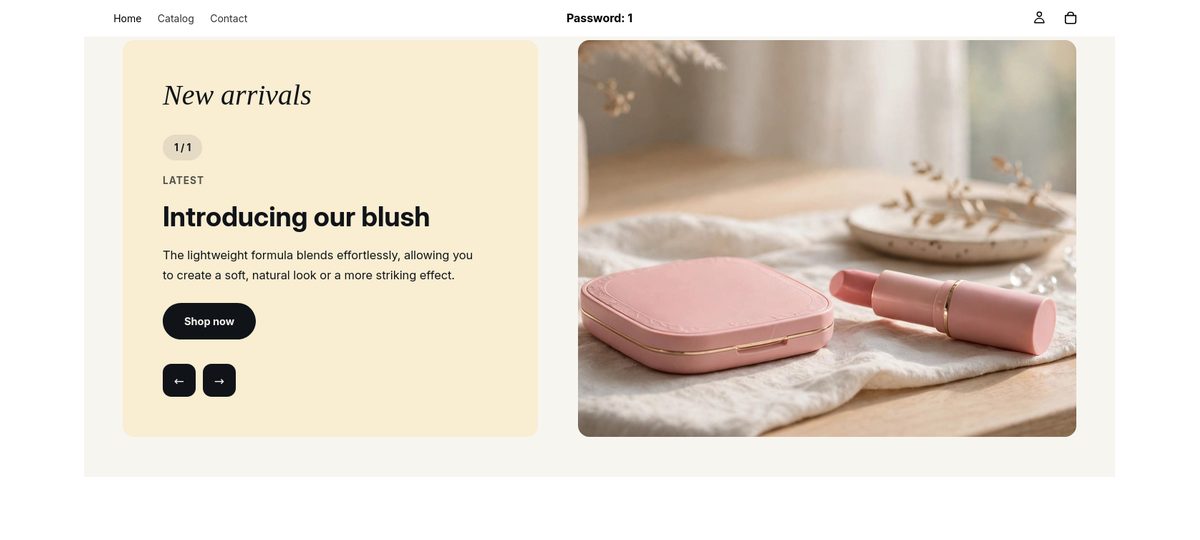 Home
Catalog
Contact
Password: 1
New arrivals
1 / 1
LATEST
Introducing our blush
The lightweight formula blends effortlessly, allowing you
to create a soft, natural look or a more striking effect.
Shop now
← →